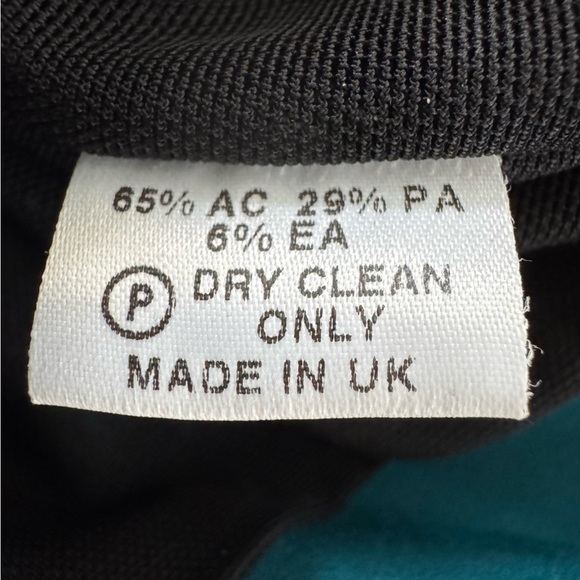 65% AC 29% PA
6% EA
P DRY CLEAN
ONLY
MADE IN UK